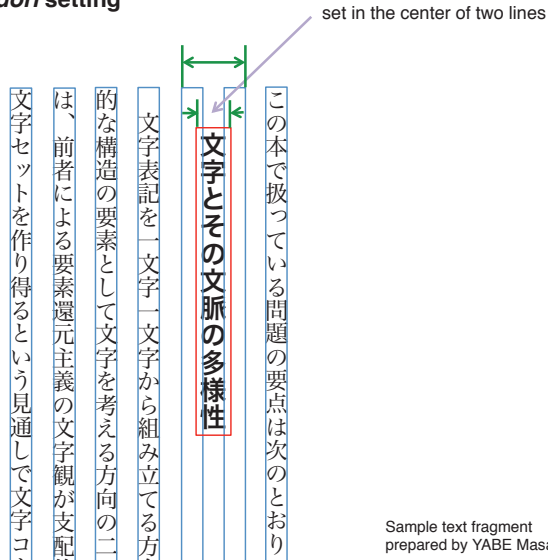 don setting
set in the center of two lines
この本で扱っている問題の要点は次のとおり
文字とその文脈の多様性
文字表記を一文字一文字から組み立てる方
的な構造の要素として文字を考える方向の二
は、前者による要素還元主義の文字観が支配
文字セットを作り得るという見通しで文字コ
Sample text fragment
prepared by YABE Masa